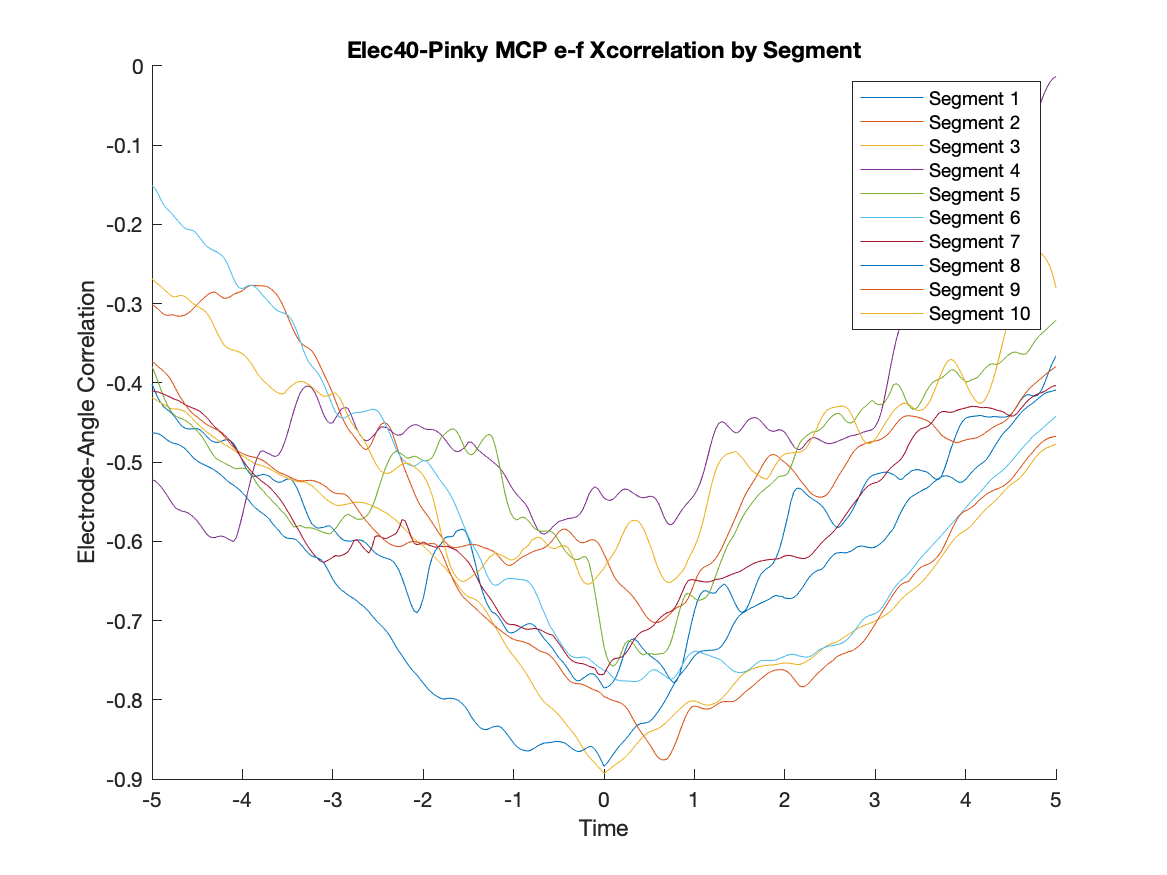 Elec40-Pinky MCP e-f Xcorrelation by Segment
0
-0.1
-0.2
-0.3
-0.4
-0.5
-0.6
-0.7
-0.8
-0.9
Electrode-Angle Correlation
Segment 1
Segment 2
Segment 3
Segment 4
Segment 5
Segment 6
Segment 7
Segment 8
Segment 9
Segment 10
-5 -4 -3 -2 -1 0 1 2 3 4 5
Time